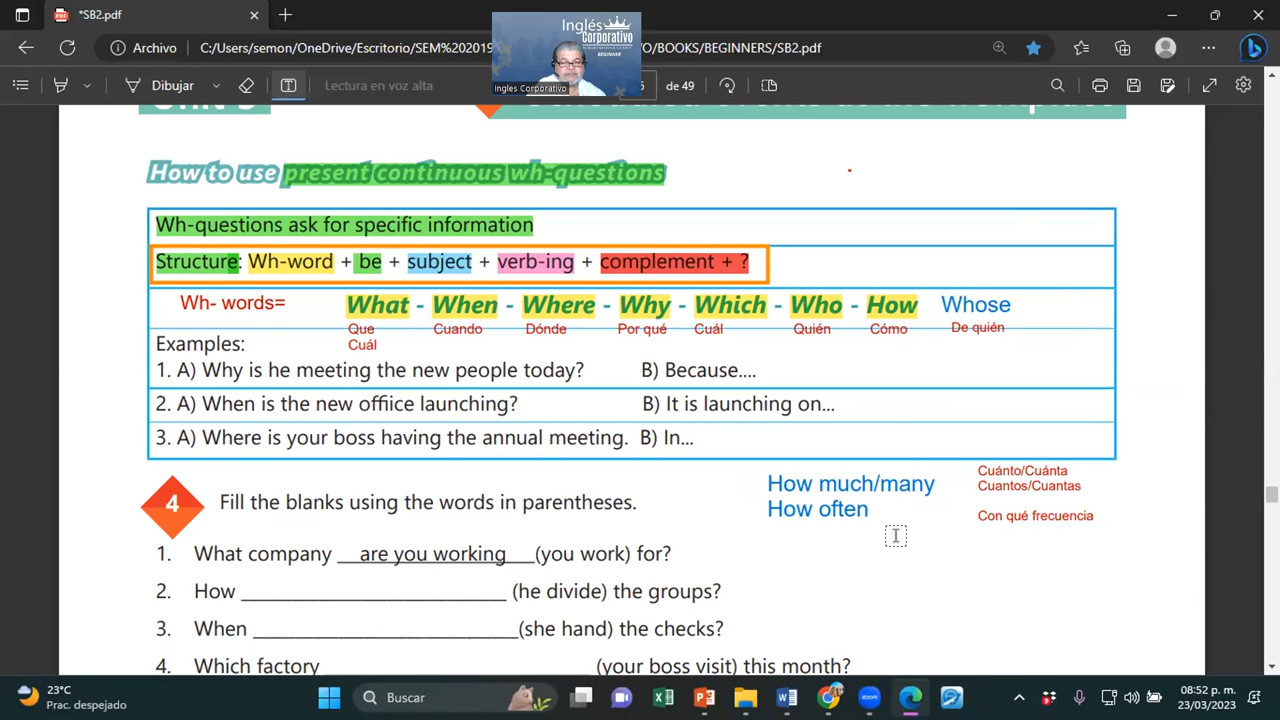 *SB2.pdf
Archivo
C:/Users/semon/OneDrive/Escritorio/SEM%202019
O/BOOKS/BEGINNERS/SB2.pdf
Inglés
Corporativo
BEGINNER
Ingles Corporativo
Dibujar
Lectura en voz alta
de 49
How to use present continuous wh-questions
Wh-questions ask for specific information
Structure: Wh-word + be + subject + verb-ing + complement + ?
Wh- words= What - When - Where - Why - Which - Who - How Whose
Que Cuando Dónde Por qué Cuál Quién Cómo De quién
Cuál
Examples:
1. A) Why is he meeting the new people today? B) Because....
2. A) When is the new office launching? B) It is launching on...
3. A) Where is your boss having the annual meeting. B) In...
How much/many Cuánto/Cuánta
Cuantos/Cuantas
How often Con qué frecuencia
4 Fill the blanks using the words in parentheses.
1. What company __are you working___(you work) for?
2. How ________________________ (he divide) the groups?
3. When ________________________(she hand) the checks?
4. Which factory ________________________ (your boss visit) this month?
23°C
Prac. despejado
Buscar
08:52 p. m.
23/03/2023